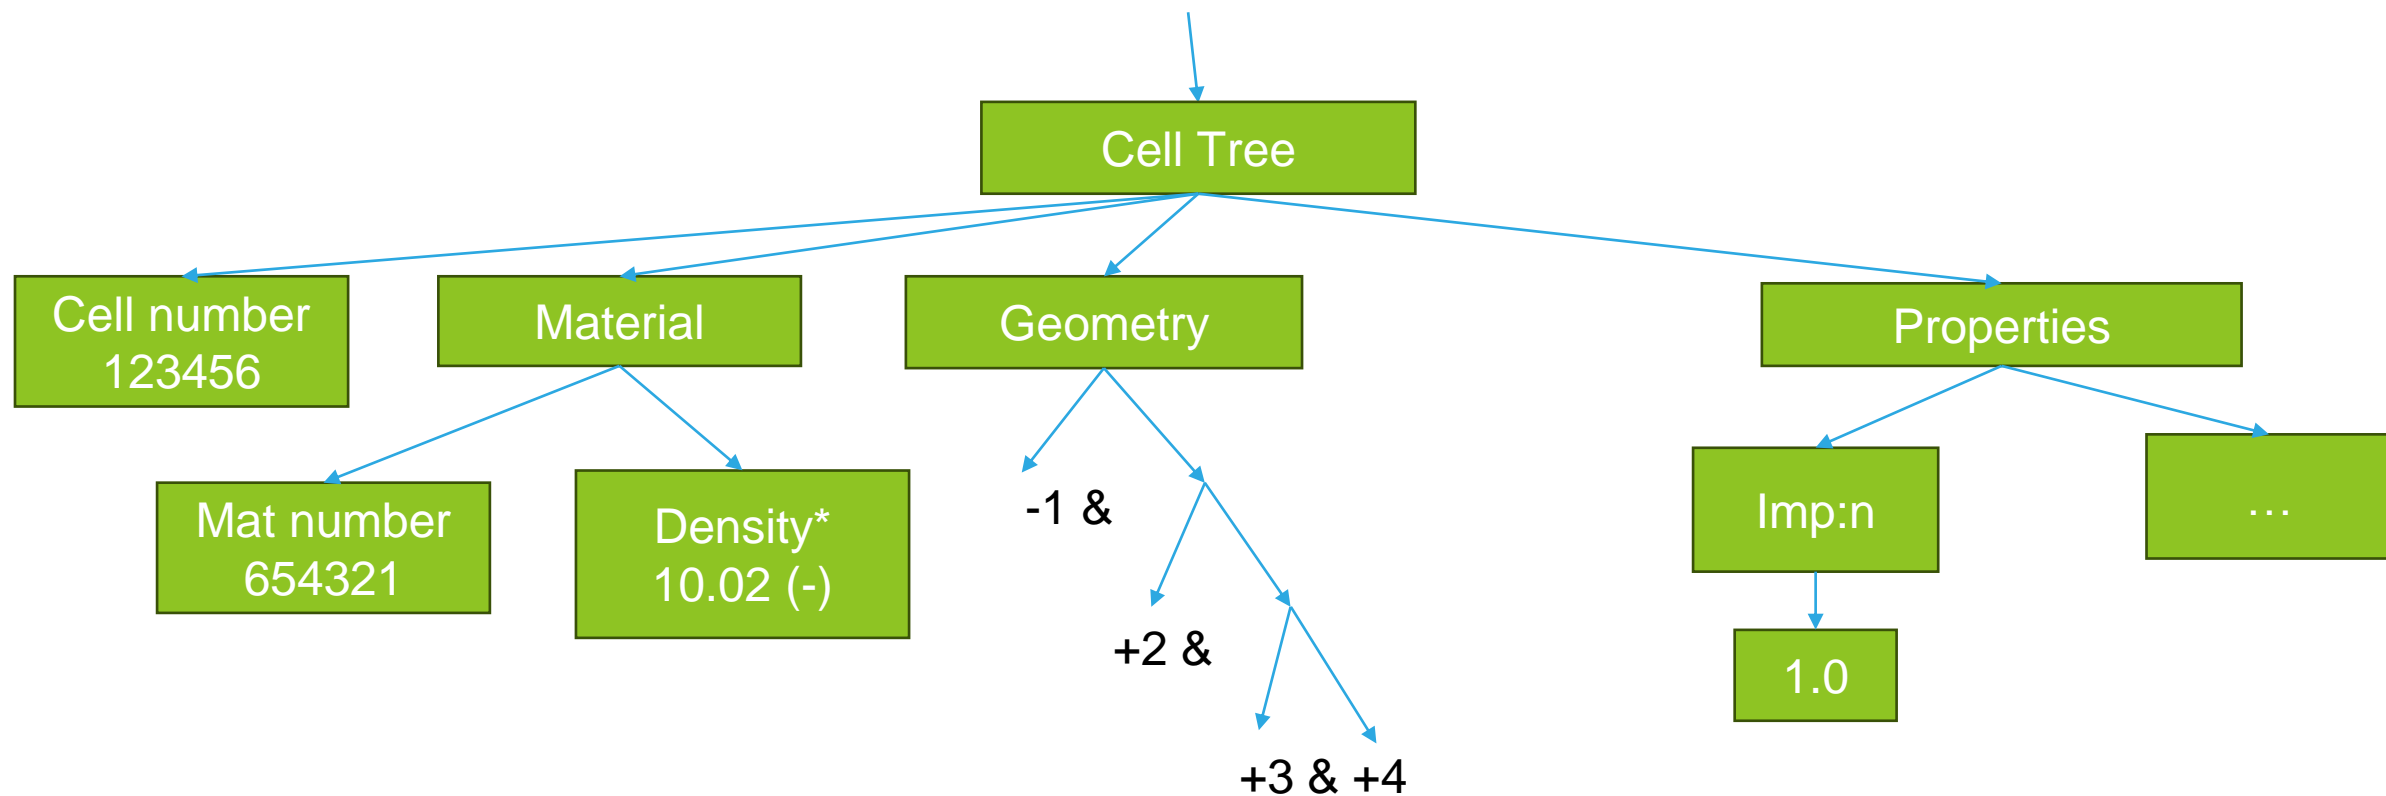 Cell Tree
Cell number
123456
Material
Geometry
Properties
Mat number
654321
Density*
10.02 (-)
-1 &
Imp:n
...
+2 &
1.0
+3 & +4